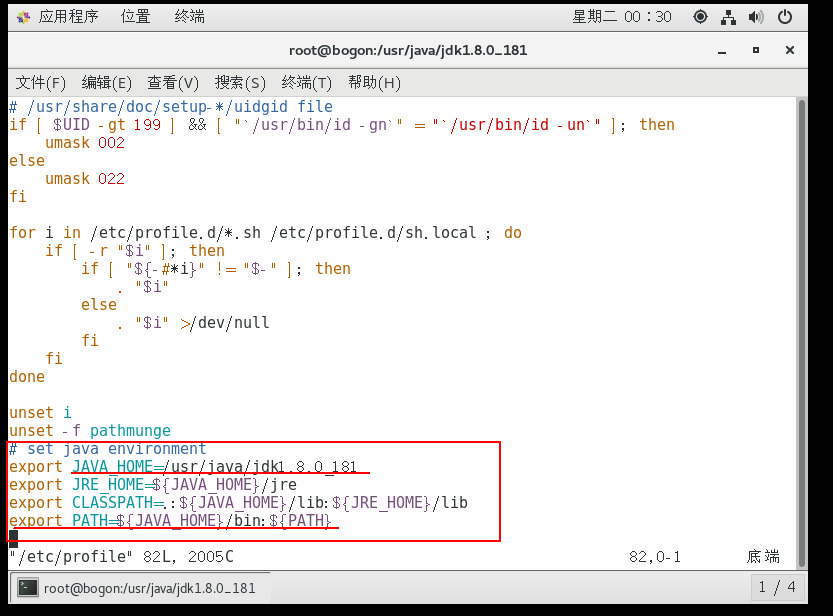 应用程序 位置 终端 星期二 00：30
root@bogon:/usr/java/jdk1.8.0_181
文件(F) 编辑(E) 查看(V) 搜索(S) 终端(T) 帮助(H)
# /usr/share/doc/setup-*/uidgid file
if [ $UID -gt 199 ] && [ "`/usr/bin/id -gn`" = "`/usr/bin/id -un`" ]; then
    umask 002
else
    umask 022
fi

for i in /etc/profile.d/*.sh /etc/profile.d/sh.local ; do
    if [ -r "$i" ]; then
        if [ "${-#*i}" != "$-" ]; then
            . "$i"
        else
            . "$i" >/dev/null
        fi
    fi
done

unset i
unset -f pathmunge
# set java environment
export JAVA_HOME=/usr/java/jdk1.8.0_181
export JRE_HOME=${JAVA_HOME}/jre
export CLASSPATH=.:${JAVA_HOME}/lib:${JRE_HOME}/lib
export PATH=${JAVA_HOME}/bin:${PATH}
"/etc/profile" 82L, 2005C 82,0-1 底端
root@bogon:/usr/java/jdk1.8.0_181 1 / 4